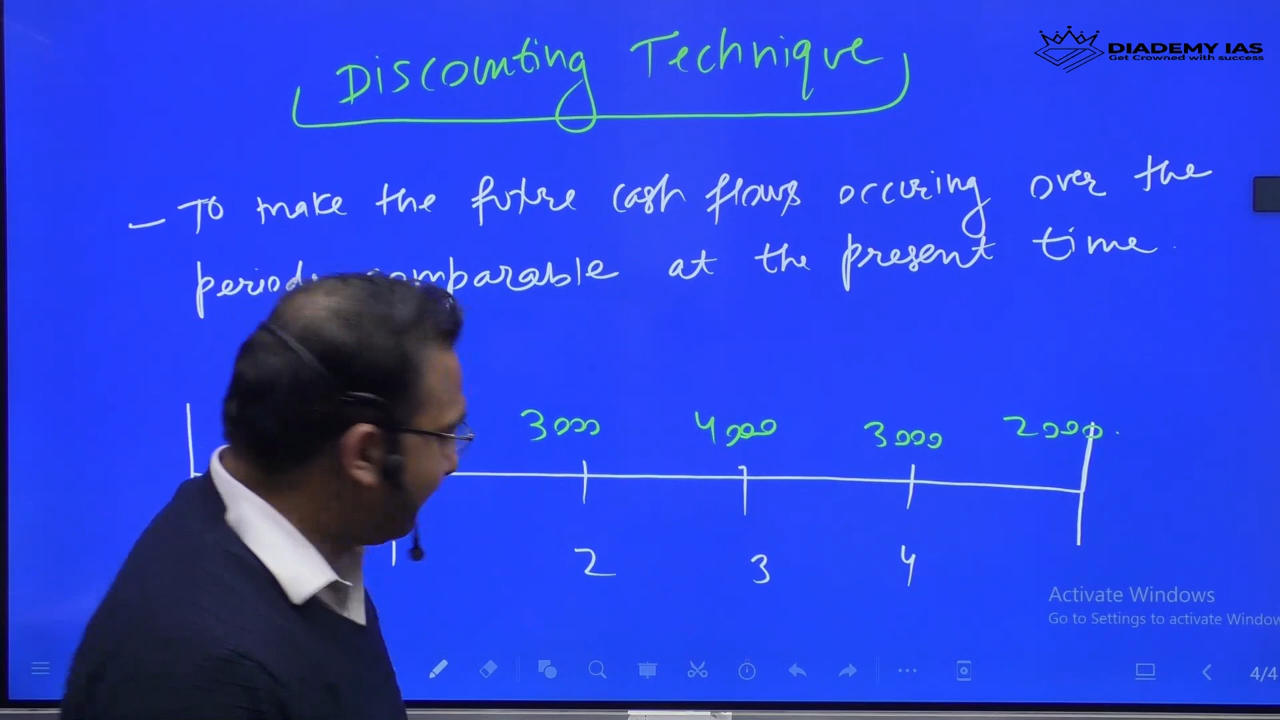 DIADEMY IAS
Get Crowned with success
Discounting Technique
- To make the future cash flows occuring over the
comparable at the present time.
3000 4000 3000 2000
2 3 4
Activate Windows
Go to Settings to activate Window
4/4